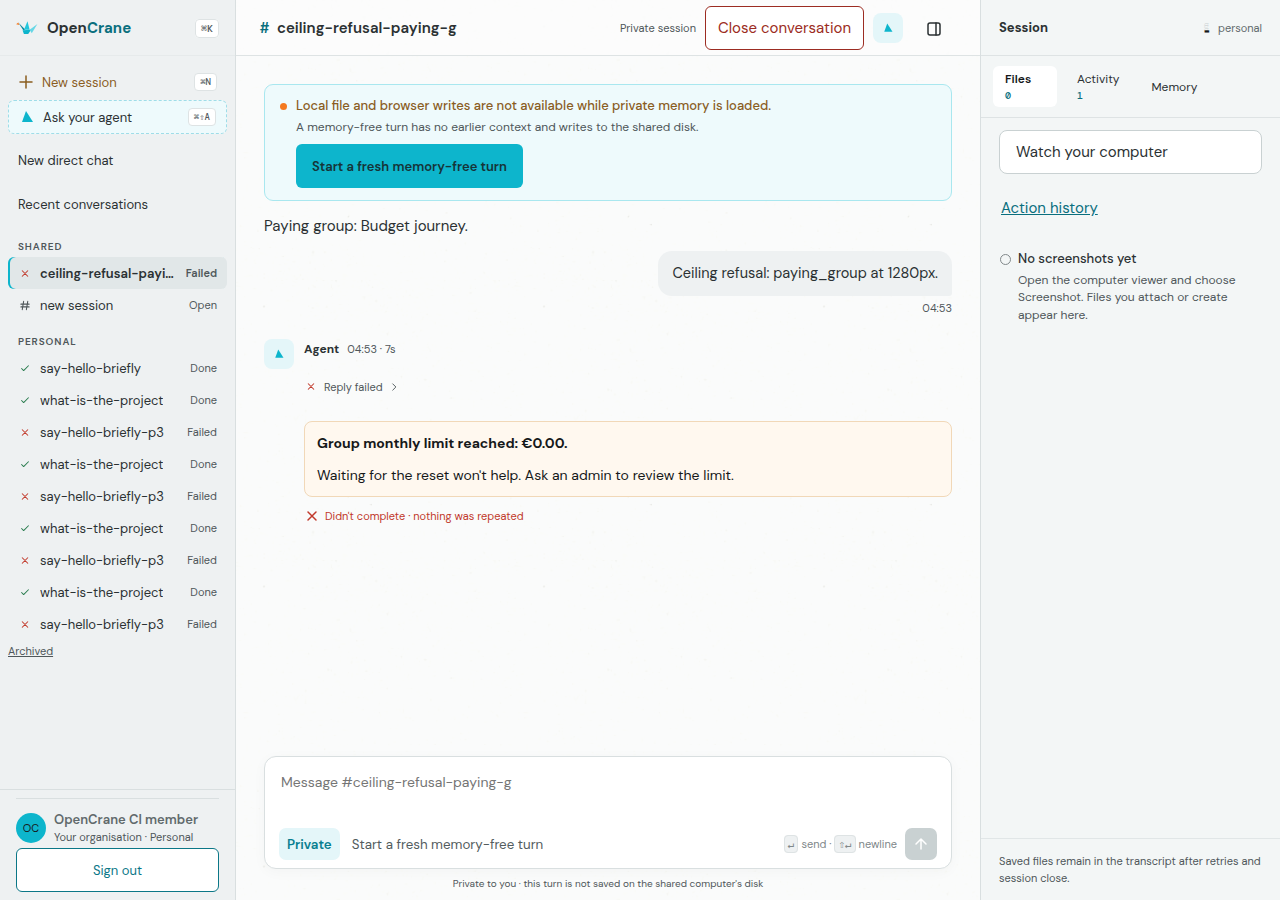 OpenCrane
⌘K
New session
⌘N
Ask your agent
⌘⇧A
New direct chat
Recent conversations
SHARED
ceiling-refusal-payi... Failed
# new session Open
PERSONAL
say-hello-briefly Done
what-is-the-project Done
say-hello-briefly-p3 Failed
what-is-the-project Done
say-hello-briefly-p3 Failed
what-is-the-project Done
say-hello-briefly-p3 Failed
what-is-the-project Done
say-hello-briefly-p3 Failed
Archived
OC
OpenCrane CI member
Your organisation · Personal
Sign out
# ceiling-refusal-paying-g
Private session
Close conversation
Local file and browser writes are not available while private memory is loaded.
A memory-free turn has no earlier context and writes to the shared disk.
Start a fresh memory-free turn
Paying group: Budget journey.
Ceiling refusal: paying_group at 1280px.
04:53
Agent 04:53 · 7s
Reply failed
Group monthly limit reached: €0.00.
Waiting for the reset won't help. Ask an admin to review the limit.
Didn't complete · nothing was repeated
Message #ceiling-refusal-paying-g
Private
Start a fresh memory-free turn
↵ send · ⇧↵ newline
Private to you · this turn is not saved on the shared computer's disk
Session
personal
Files
0
Activity
1
Memory
Watch your computer
Action history
No screenshots yet
Open the computer viewer and choose
Screenshot. Files you attach or create
appear here.
Saved files remain in the transcript after retries and
session close.